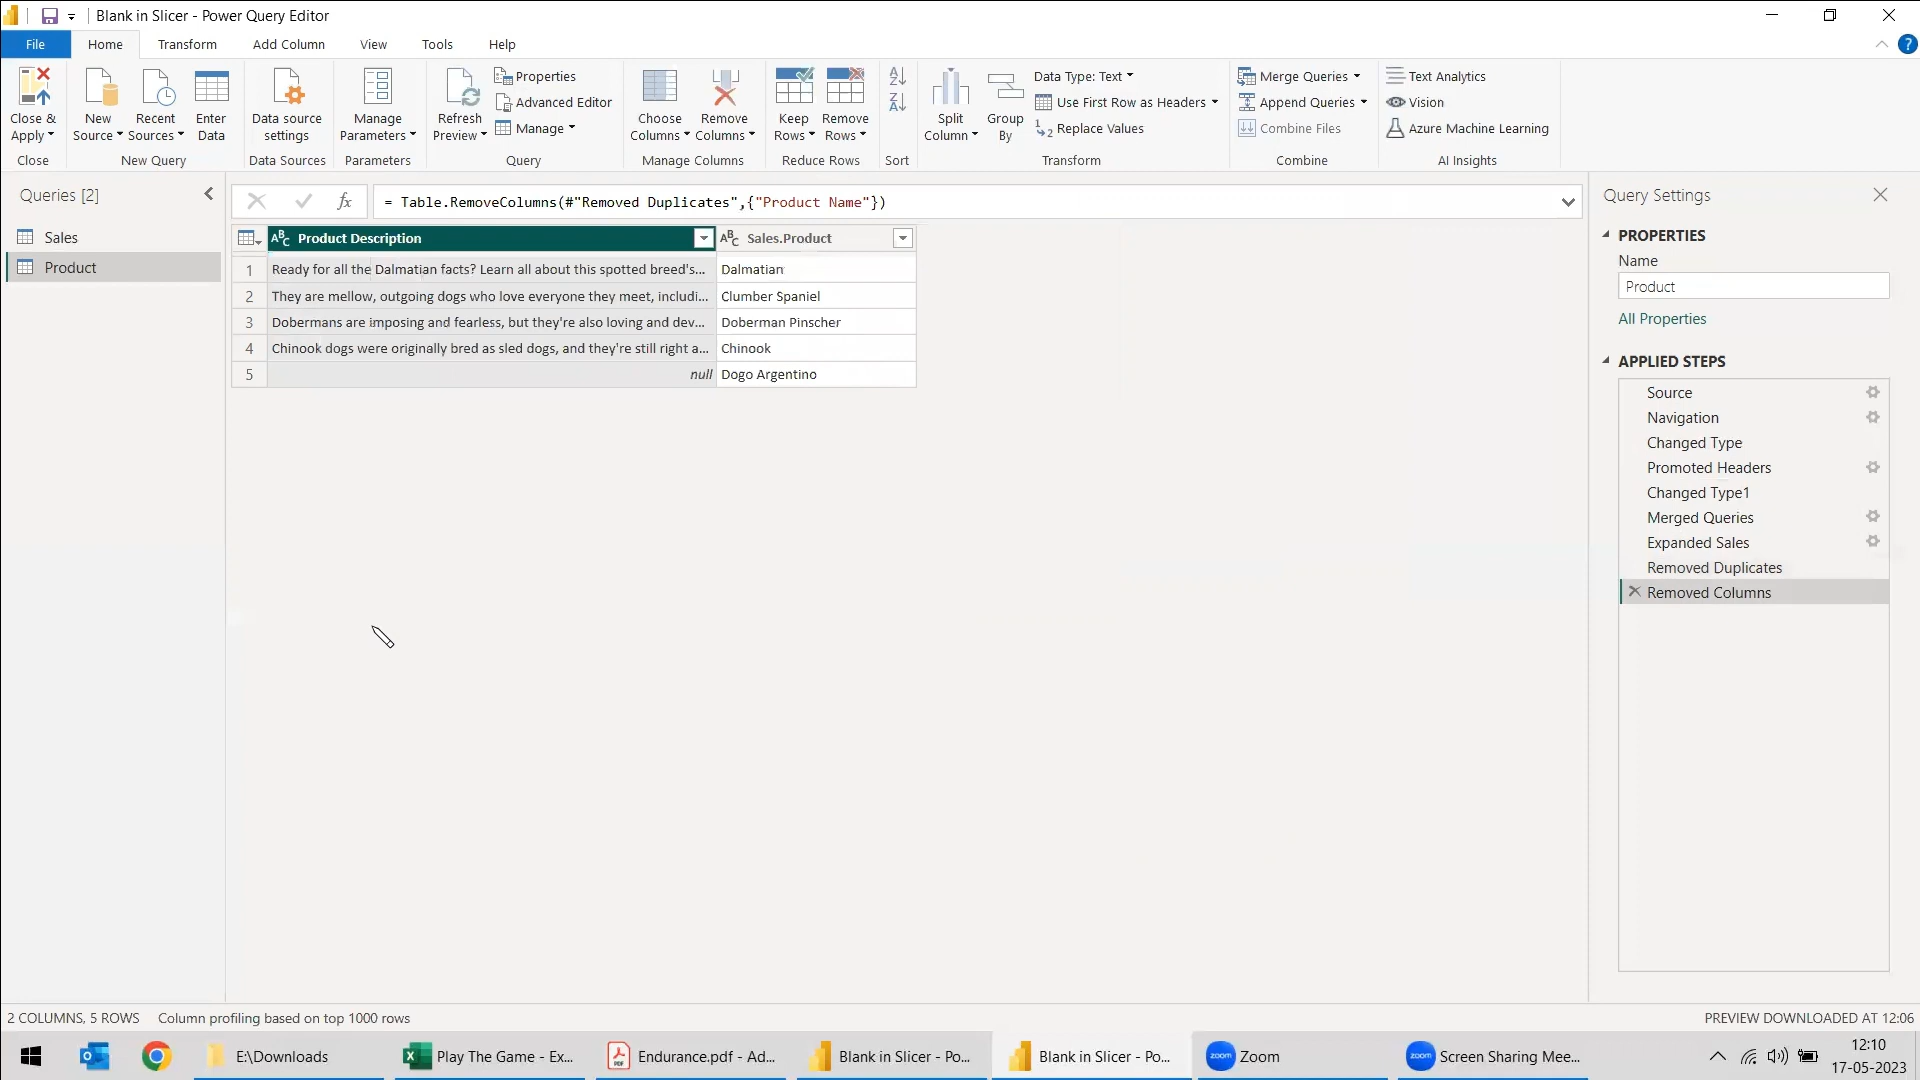 Blank in Slicer - Power Query Editor
File Home Transform Add Column View Tools Help
?
Close & Apply
Close
New Source
Recent Sources
Enter Data
New Query
Data source settings
Data Sources
Manage Parameters
Parameters
Refresh Preview
Properties
Advanced Editor
Manage
Query
Choose Columns
Remove Columns
Manage Columns
Keep Rows
Remove Rows
Reduce Rows
Sort
Split Column
Group By
Data Type: Text
Use First Row as Headers
Replace Values
Transform
Merge Queries
Append Queries
Combine Files
Combine
Text Analytics
Vision
Azure Machine Learning
AI Insights
Queries [2]
Sales
Product
fx = Table.RemoveColumns(#"Removed Duplicates",{"Product Name"})
ABC Product Description ABC Sales.Product
1 Ready for all the Dalmatian facts? Learn all about this spotted breed's... Dalmatian
2 They are mellow, outgoing dogs who love everyone they meet, includi... Clumber Spaniel
3 Dobermans are imposing and fearless, but they're also loving and dev... Doberman Pinscher
4 Chinook dogs were originally bred as sled dogs, and they're still right a... Chinook
5 null Dogo Argentino
Query Settings
PROPERTIES
Name
Product
All Properties
APPLIED STEPS
Source
Navigation
Changed Type
Promoted Headers
Changed Type1
Merged Queries
Expanded Sales
Removed Duplicates
Removed Columns
2 COLUMNS, 5 ROWS Column profiling based on top 1000 rows
PREVIEW DOWNLOADED AT 12:06
E:\Downloads
Play The Game - Ex...
Endurance.pdf - Ad...
Blank in Slicer - Po...
Blank in Slicer - Po...
zoom Zoom
zoom Screen Sharing Mee...
12:10
17-05-2023